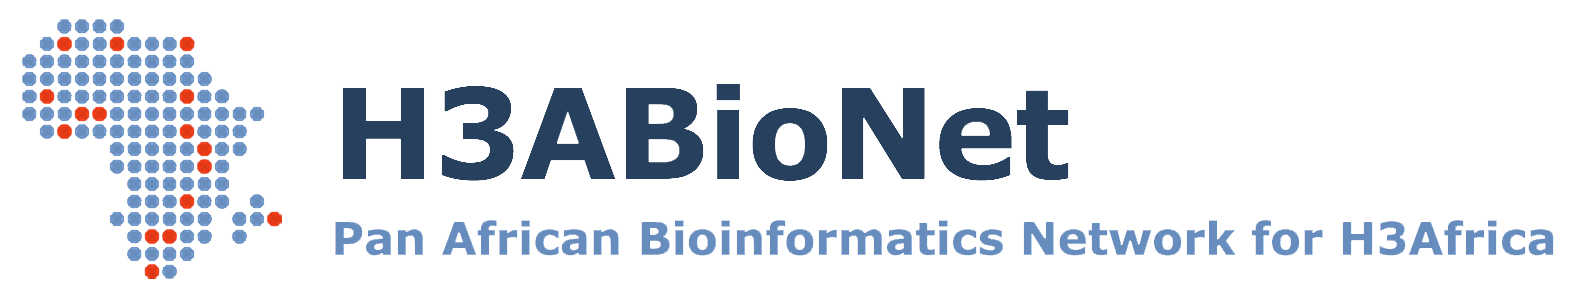 H3ABioNet
Pan African Bioinformatics Network for H3Africa